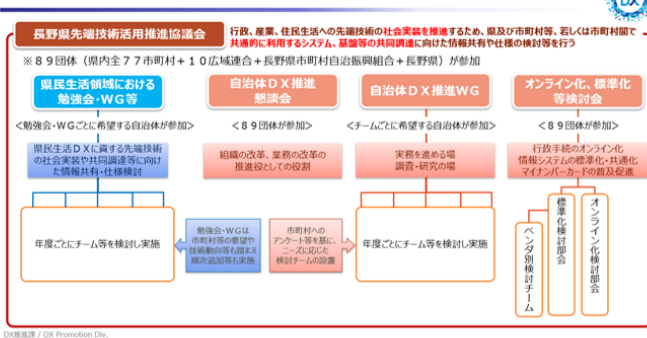 DX
長野県先端技術活用推進協議会
行政、産業、住民生活への先端技術の社会実装を推進するため、県及び市町村等、若しくは市町村間で
共通的に利用するシステム、基盤等の共同調達に向けた情報共有や仕様の検討等を行う
※８９団体（県内全７７市町村＋１０広域連合＋長野県市町村自治振興組合＋長野県）が参加
県民生活領域における
勉強会・WG等
自治体ＤＸ推進
懇談会
自治体ＤＸ推進WG
オンライン化、標準化
等検討会
＜勉強会・WGごとに希望する自治体が参加＞
＜８９団体が参加＞
＜チームごとに希望する自治体が参加＞
＜８９団体が参加＞
県民生活ＤＸに資する先端技術
の社会実装や共同調達等に向け
た情報共有・仕様検討
組織の改革、業務の改革の
推進役としての役割
実務を進める場
調査・研究の場
行政手続のオンライン化
情報システムの標準化・共通化
マイナンバーカードの普及促進
年度ごとにチーム等を検討し実施
勉強会・WGは
市町村等の要望や
技術動向等も踏まえ
順次追加等も実施
市町村への
アンケート等を基に、
ニーズに応じた
検討チームの設置
年度ごとにチーム等を検討し実施
ベンダ別検討チーム
標準化検討部会
オンライン化検討部会
DX推進課 / DX Promotion Div.